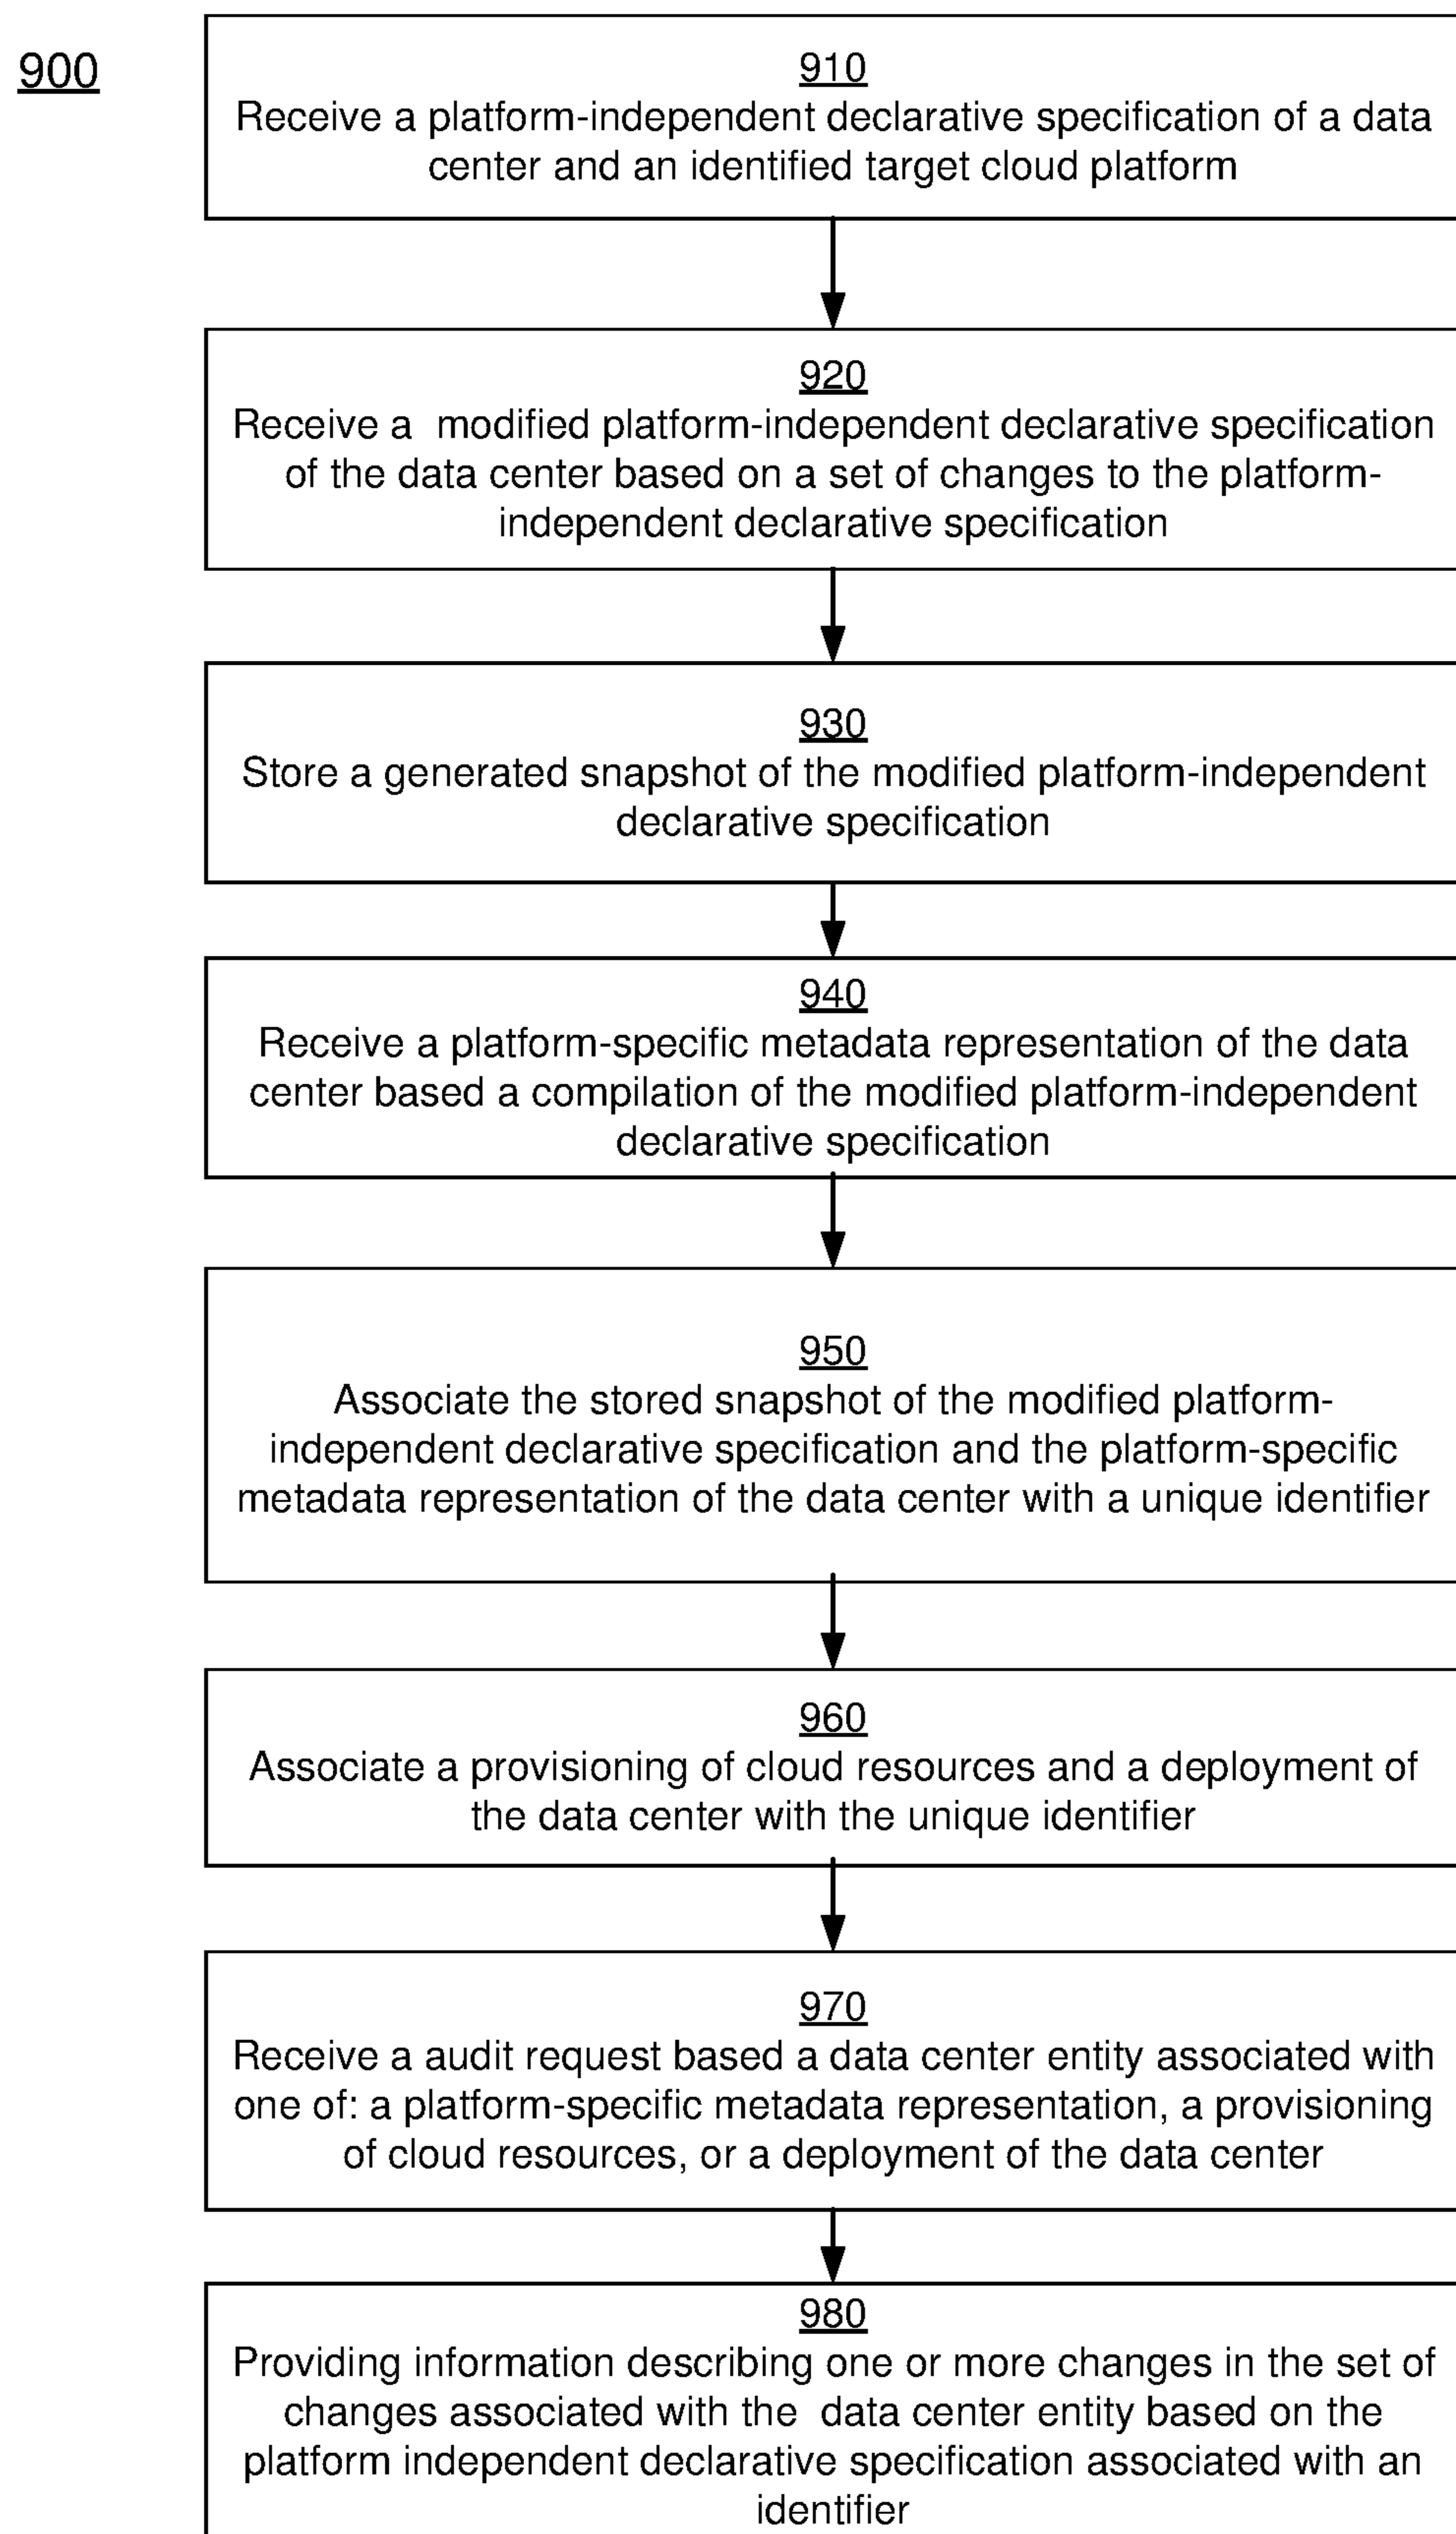 900
910
Receive a platform-independent declarative specification of a data
center and an identified target cloud platform
920
Receive a  modified platform-independent declarative specification
of the data center based on a set of changes to the platform-
independent declarative specification
930
Store a generated snapshot of the modified platform-independent
declarative specification
940
Receive a platform-specific metadata representation of the data
center based a compilation of the modified platform-independent
declarative specification
950
Associate the stored snapshot of the modified platform-
independent declarative specification and the platform-specific
metadata representation of the data center with a unique identifier
960
Associate a provisioning of cloud resources and a deployment of
the data center with the unique identifier
970
Receive a audit request based a data center entity associated with
one of: a platform-specific metadata representation, a provisioning
of cloud resources, or a deployment of the data center
980
Providing information describing one or more changes in the set of
changes associated with the  data center entity based on the
platform independent declarative specification associated with an
identifier